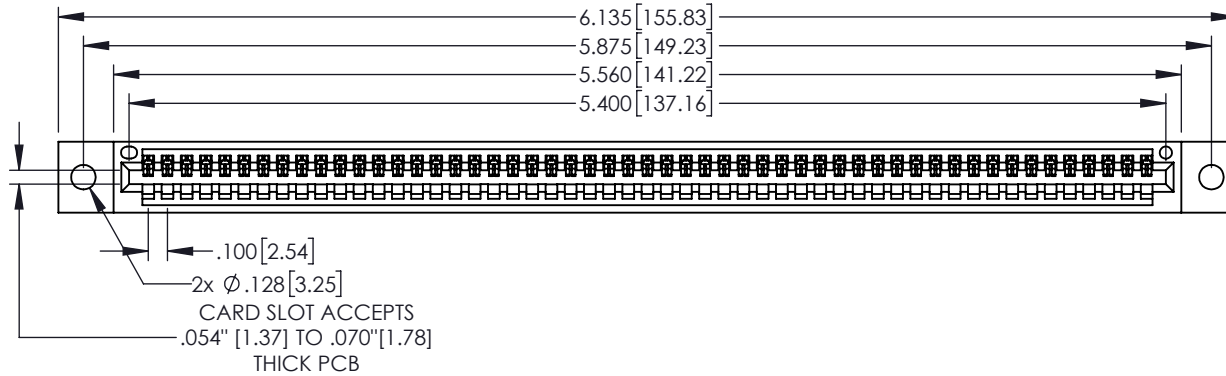 6.135[155.83]
5.875[149.23]
5.560[141.22]
5.400[137.16]
.100[2.54]
2x Ø.128[3.25]
CARD SLOT ACCEPTS
.054" [1.37] TO .070"[1.78]
THICK PCB